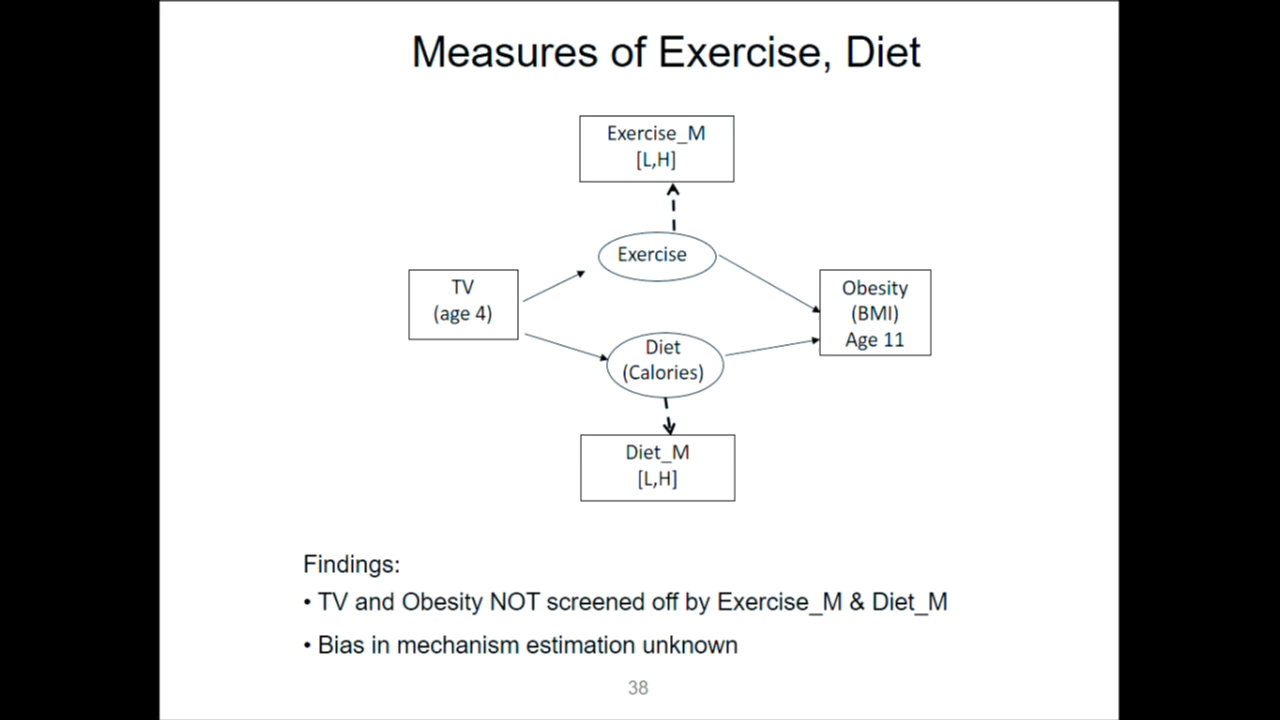 Measures of Exercise, Diet
Exercise_M
[L,H]
Exercise
TV
(age 4)
Obesity
(BMI)
Age 11
Diet
(Calories)
Diet_M
[L,H]
Findings:
• TV and Obesity NOT screened off by Exercise_M & Diet_M
• Bias in mechanism estimation unknown
38